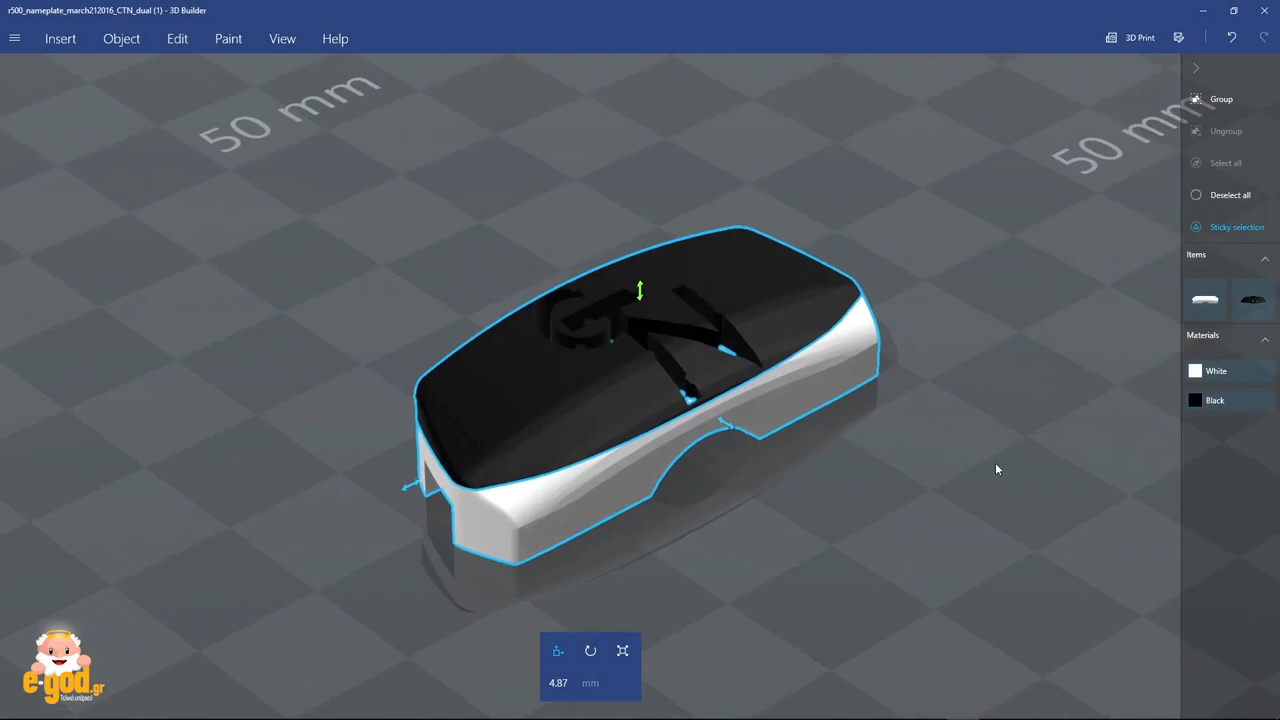 r500_nameplate_march212016_CTN_dual (1) - 3D Builder
Insert
Object
Edit
Paint
View
Help
3D Print
50 mm
50 mm
Group
Ungroup
Select all
Deselect all
Sticky selection
Items
Materials
White
Black
CTN
4.87 mm
e-god.gr